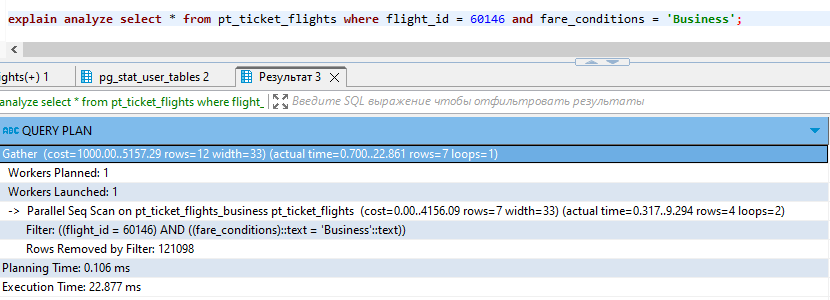 explain analyze select * from pt_ticket_flights where flight_id = 60146 and fare_conditions = 'Business';
ights(+) 1 pg_stat_user_tables 2 Результат 3
analyze select * from pt_ticket_flights where flight_ Введите SQL выражение чтобы отфильтровать результаты
ABC QUERY PLAN
Gather (cost=1000.00..5157.29 rows=12 width=33) (actual time=0.700..22.861 rows=7 loops=1)
Workers Planned: 1
Workers Launched: 1
-> Parallel Seq Scan on pt_ticket_flights_business pt_ticket_flights (cost=0.00..4156.09 rows=7 width=33) (actual time=0.317..9.294 rows=4 loops=2)
Filter: ((flight_id = 60146) AND ((fare_conditions)::text = 'Business'::text))
Rows Removed by Filter: 121098
Planning Time: 0.106 ms
Execution Time: 22.877 ms